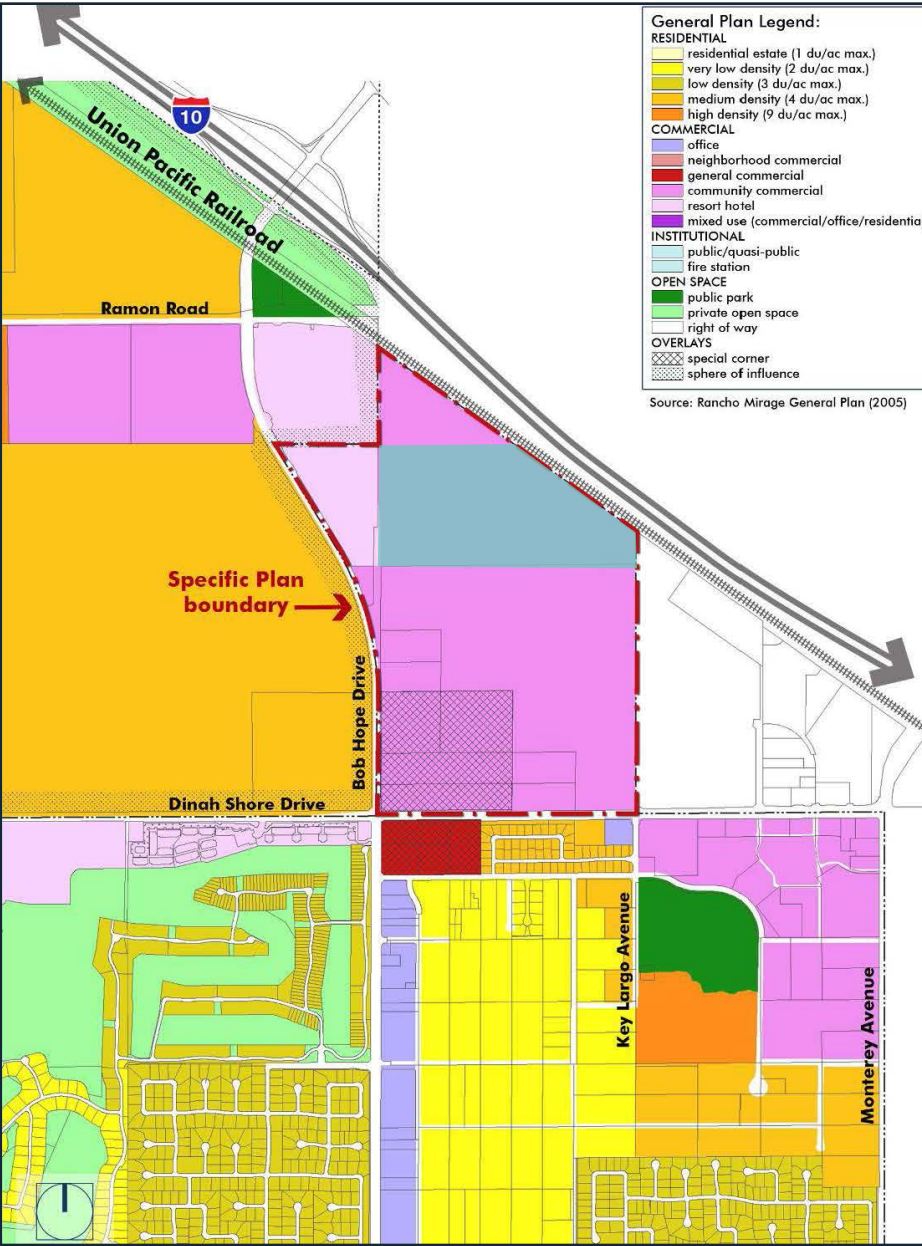 General Plan Legend:
RESIDENTIAL
residential estate (1 du/ac max.)
very low density (2 du/ac max.)
low density (3 du/ac max.)
medium density (4 du/ac max.)
high density (9 du/ac max.)
COMMERCIAL
office
neighborhood commercial
general commercial
community commercial
resort hotel
mixed use (commercial/office/residentia
INSTITUTIONAL
public/quasi-public
fire station
OPEN SPACE
public park
private open space
right of way
OVERLAYS
special corner
sphere of influence
Source: Rancho Mirage General Plan (2005)
10
Union Pacific Railroad
Ramon Road
Specific Plan
boundary
Bob Hope Drive
Dinah Shore Drive
Key Largo Avenue
Monterey Avenue